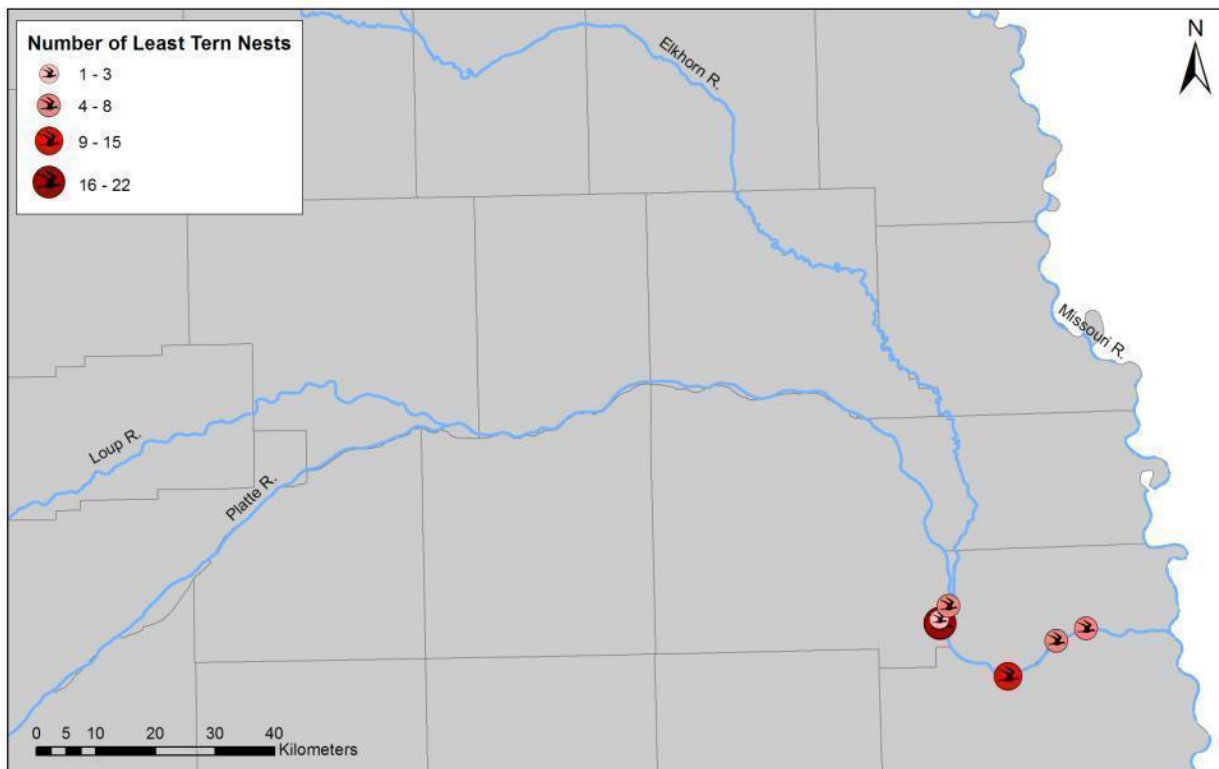 Number of Least Tern Nests
1 - 3
4 - 8
9 - 15
16 - 22
N
Elkhorn R.
Missouri R.
Loup R.
Platte R.
0 5 10 20 30 40
Kilometers